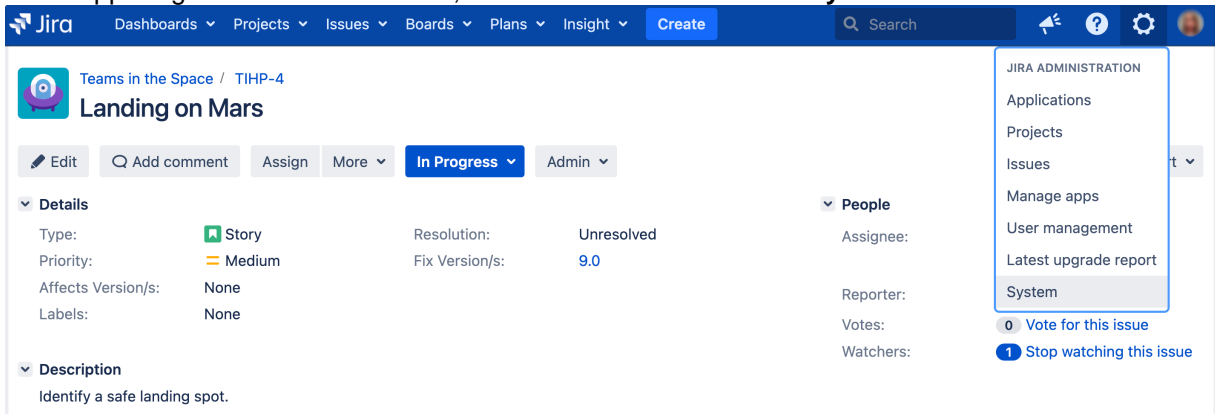 Jira Dashboards Projects Issues Boards Plans Insight Create Search
Teams in the Space / TIHP-4
Landing on Mars
Edit Add comment Assign More In Progress Admin
JIRA ADMINISTRATION
Applications
Projects
Issues
Manage apps
User management
Latest upgrade report
System
Details
Type: Story Resolution: Unresolved
Priority: Medium Fix Version/s: 9.0
Affects Version/s: None
Labels: None
People
Assignee:
Reporter:
Votes: 0 Vote for this issue
Watchers: 1 Stop watching this issue
Description
Identify a safe landing spot.